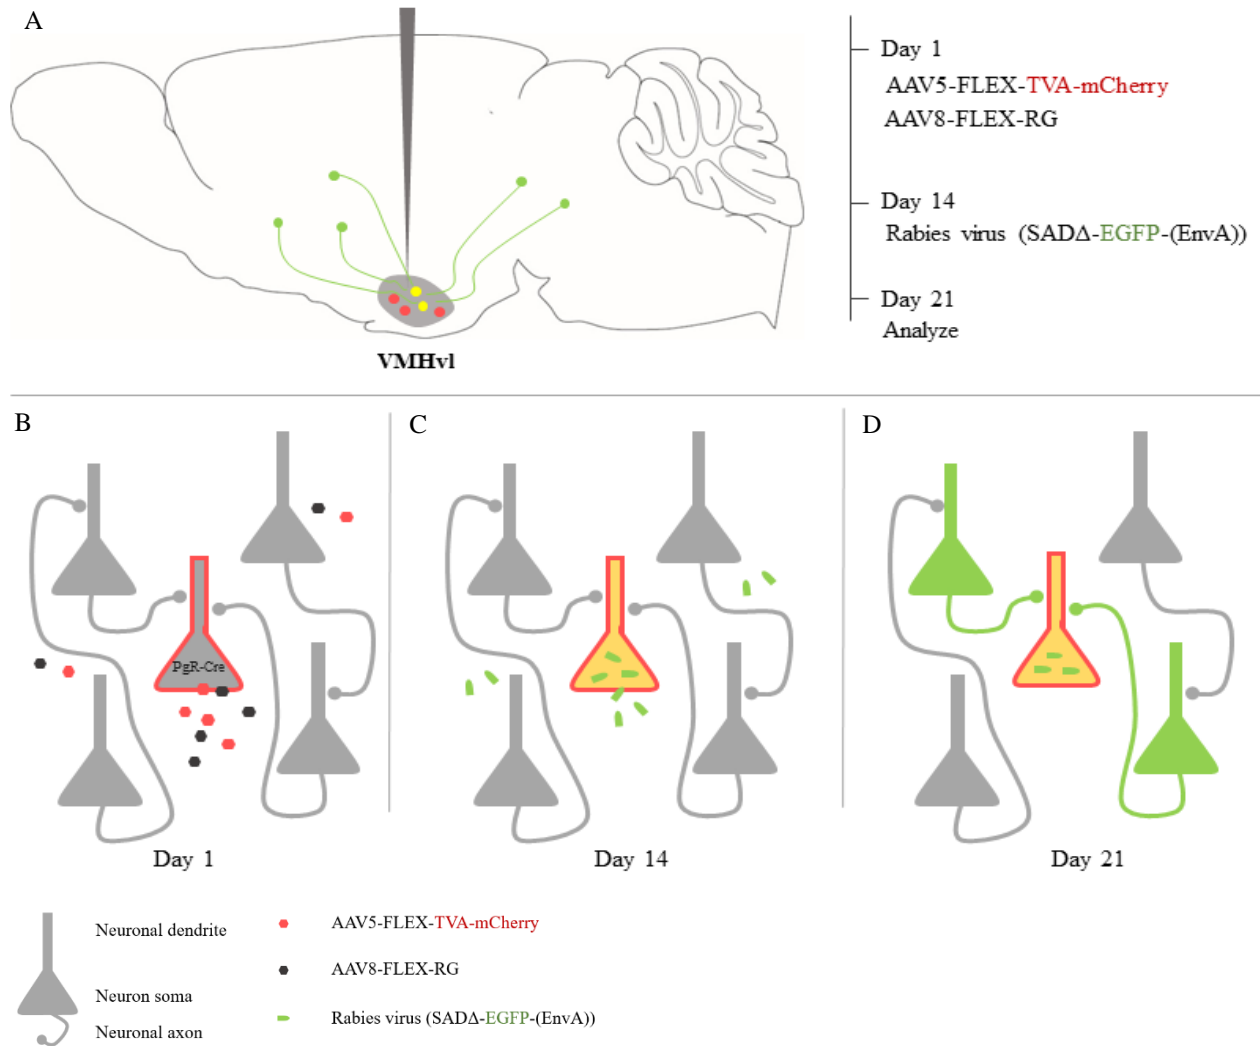 A
Day 1
AAV5-FLEX-TVA-mCherry
AAV8-FLEX-RG
Day 14
Rabies virus (SADΔ-EGFP-(EnvA))
Day 21
Analyze
VMHvl
B
C
D
PgR-Cre
Day 1
Day 14
Day 21
Neuronal dendrite
Neuron soma
Neuronal axon
AAV5-FLEX-TVA-mCherry
AAV8-FLEX-RG
Rabies virus (SADΔ-EGFP-(EnvA))